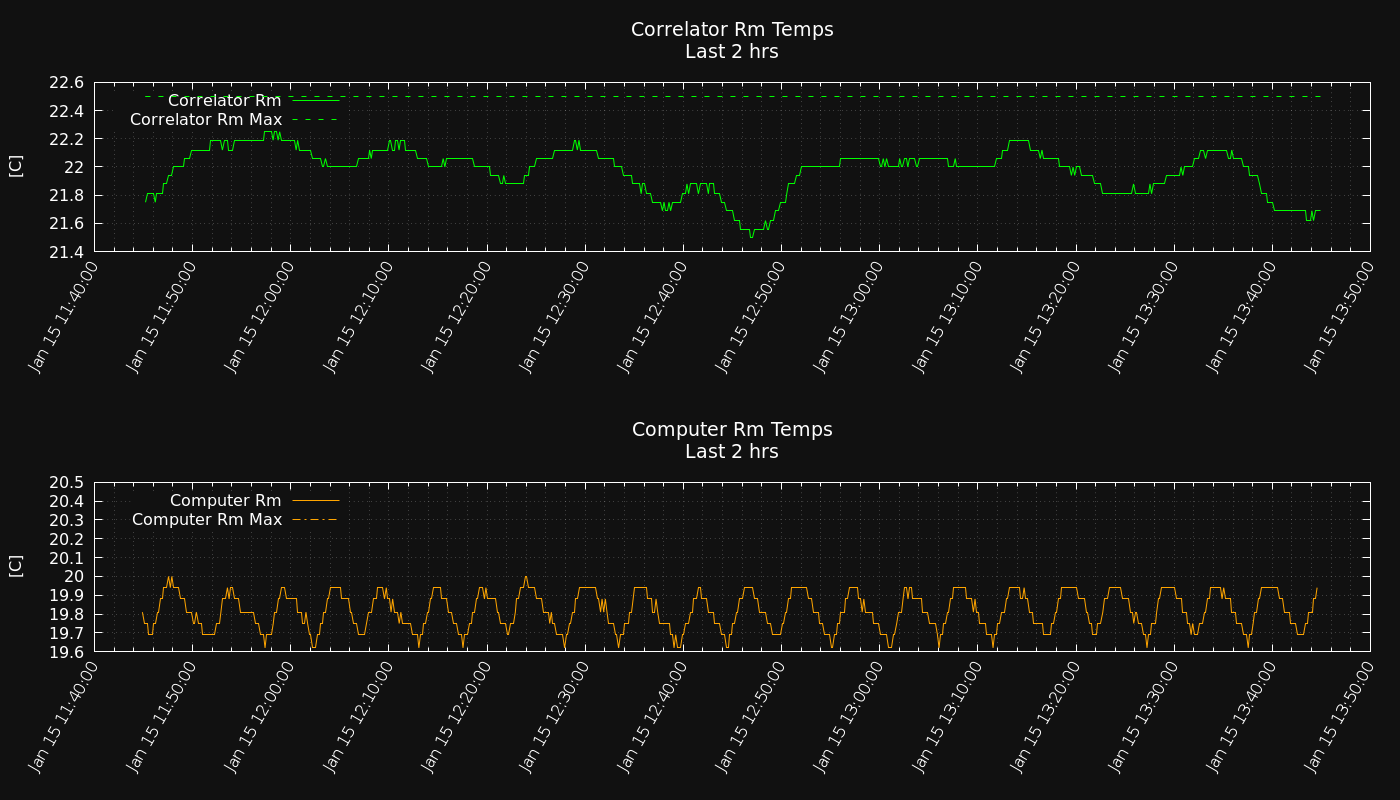 Correlator Rm Temps
Last 2 hrs
22.6
22.4
22.2
22
21.8
21.6
21.4
[C]
Correlator Rm
Correlator Rm Max
Jan 15 11:40:00
Jan 15 11:50:00
Jan 15 12:00:00
Jan 15 12:10:00
Jan 15 12:20:00
Jan 15 12:30:00
Jan 15 12:40:00
Jan 15 12:50:00
Jan 15 13:00:00
Jan 15 13:10:00
Jan 15 13:20:00
Jan 15 13:30:00
Jan 15 13:40:00
Jan 15 13:50:00
Computer Rm Temps
Last 2 hrs
20.5
20.4
20.3
20.2
20.1
20
19.9
19.8
19.7
19.6
[C]
Computer Rm
Computer Rm Max
Jan 15 11:40:00
Jan 15 11:50:00
Jan 15 12:00:00
Jan 15 12:10:00
Jan 15 12:20:00
Jan 15 12:30:00
Jan 15 12:40:00
Jan 15 12:50:00
Jan 15 13:00:00
Jan 15 13:10:00
Jan 15 13:20:00
Jan 15 13:30:00
Jan 15 13:40:00
Jan 15 13:50:00